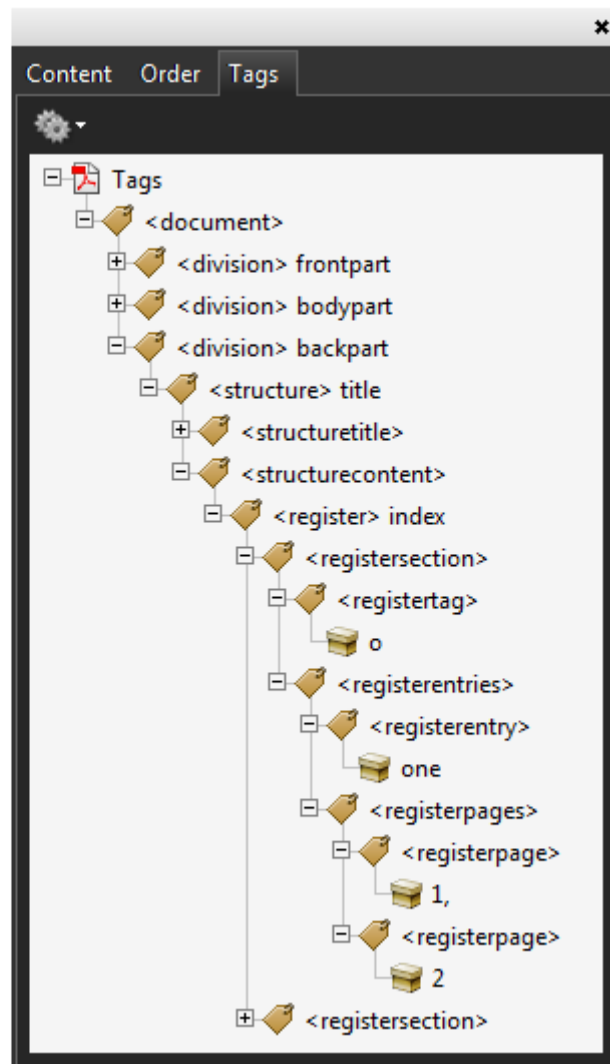 Content Order Tags
Tags
<document>
<division> frontpart
<division> bodypart
<division> backpart
<structure> title
<structuretitle>
<structurecontent>
<register> index
<registersection>
<registertag>
o
<registerentries>
<registerentry>
one
<registerpages>
<registerpage>
1,
<registerpage>
2
<registersection>